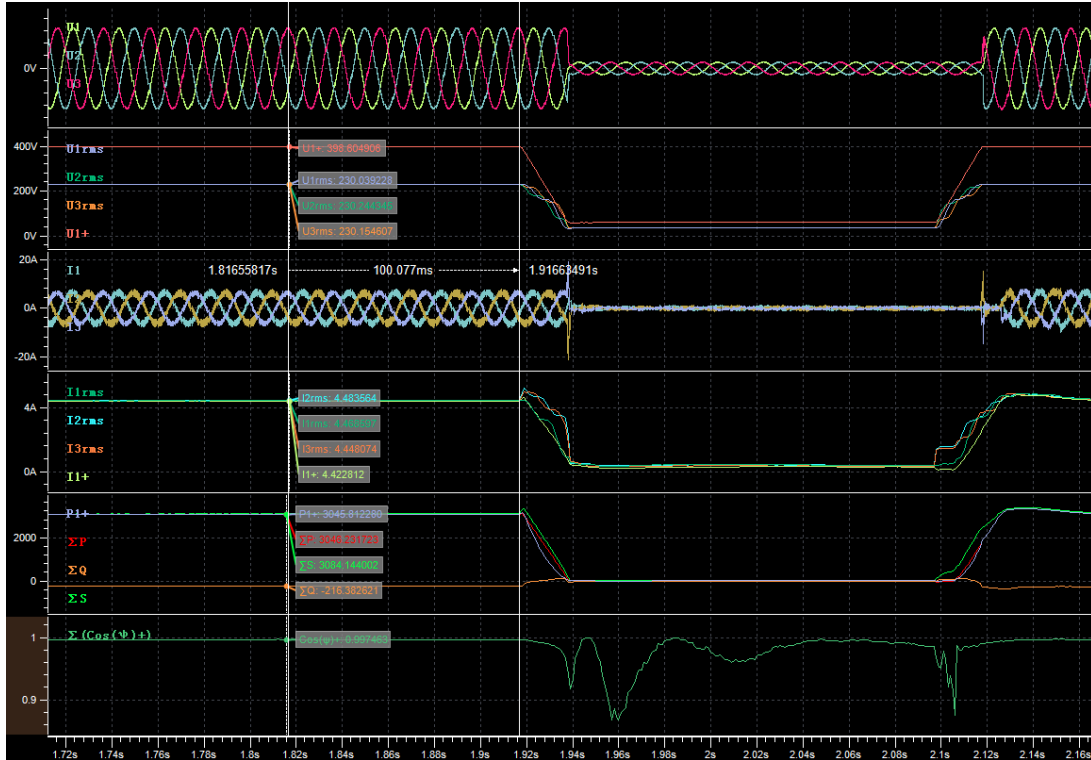 U1
U2
0V
U3
400V
U1rms
U1+: 398.604906
U2rms
U1rms: 230.039228
200V
U3rms
U2rms: 230.244345
0V
U1+
U3rms: 230.154607
20A
I1
1.81655817s
100.077ms
1.91663491s
0A
I3
-20A
I1rms
I2rms: 4.483564
4A
I2rms
I3rms
I3rms: 4.448074
0A
I1+
I1+: 4.422812
P1+
P1+: 3045.812280
2000
ΣP
ΣP: 3046.231723
ΣQ
ΣS: 3064.144002
0
ΣS
ΣQ: -216.382621
Σ(Cos(φ)+)
1
0.9
1.72s 1.74s 1.76s 1.78s 1.8s 1.82s 1.84s 1.86s 1.88s 1.9s 1.92s 1.94s 1.96s 1.98s 2s 2.02s 2.04s 2.06s 2.08s 2.1s 2.12s 2.14s 2.16s